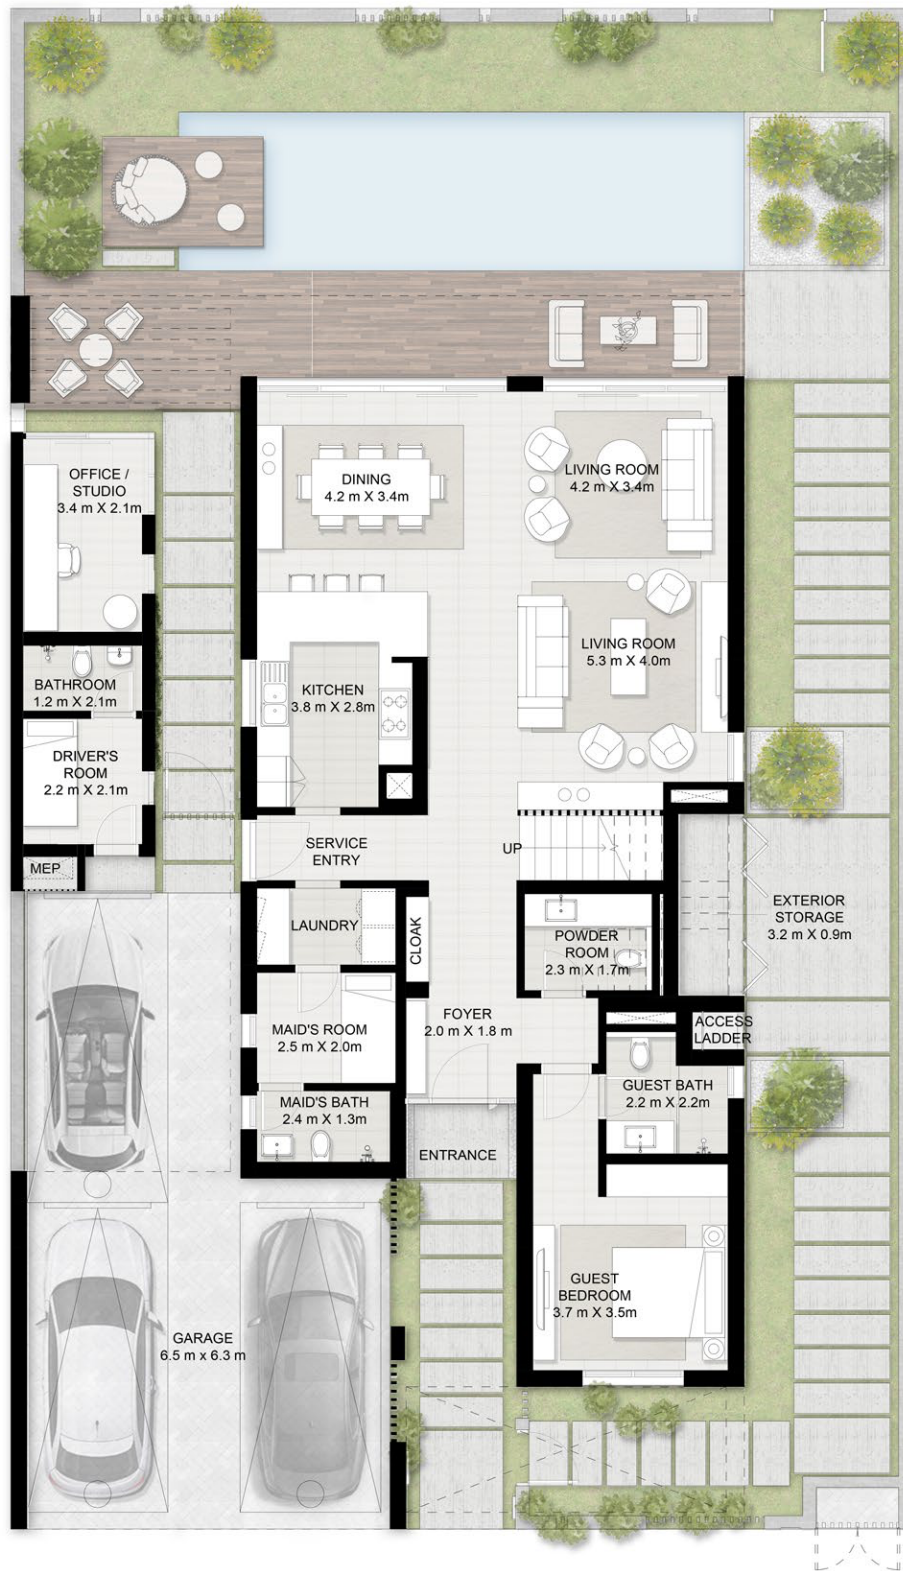 OFFICE /
STUDIO
3.4 m X 2.1m
DINING
4.2 m X 3.4m
LIVING ROOM
4.2 m X 3.4m
BATHROOM
1.2 m X 2.1m
KITCHEN
3.8 m X 2.8m
LIVING ROOM
5.3 m X 4.0m
DRIVER'S
ROOM
2.2 m X 2.1m
MEP
SERVICE
ENTRY
UP
LAUNDRY
CLOAK
POWDER
ROOM
2.3 m X 1.7m
EXTERIOR
STORAGE
3.2 m X 0.9m
MAID'S ROOM
2.5 m X 2.0m
FOYER
2.0 m X 1.8 m
ACCESS
LADDER
MAID'S BATH
2.4 m X 1.3m
GUEST BATH
2.2 m X 2.2m
ENTRANCE
GUEST
BEDROOM
3.7 m X 3.5m
GARAGE
6.5 m x 6.3 m